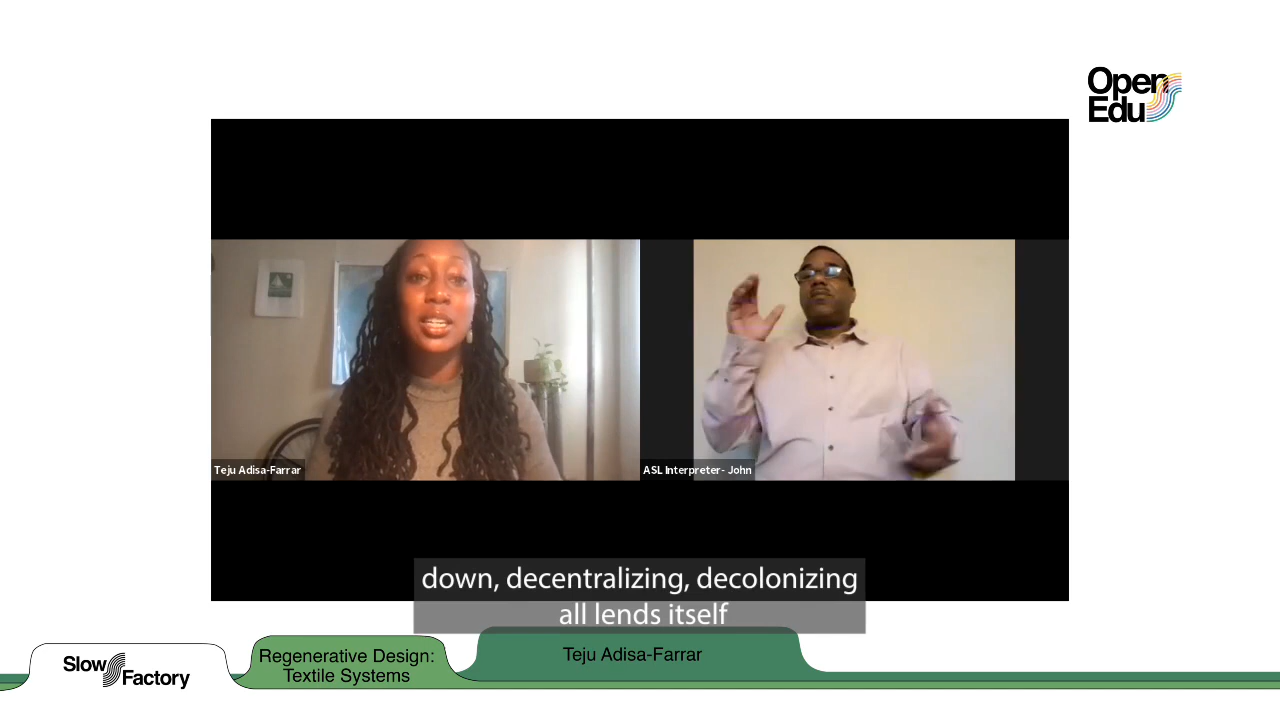 Open
Edu
Teju Adisa-Farrar
ASL Interpreter- John
down, decentralizing, decolonizing
all lends itself
Slow
Factory
Regenerative Design:
Textile Systems
Teju Adisa-Farrar